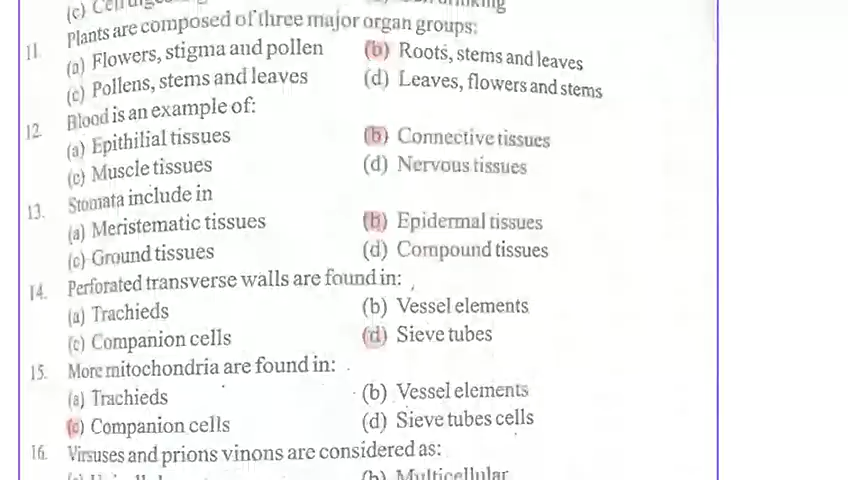 (c) Cell
11. Plants are composed of three major organ groups:
(a) Flowers, stigma and pollen (b) Roots, stems and leaves
(c) Pollens, stems and leaves (d) Leaves, flowers and stems
12. Blood is an example of:
(a) Epithilial tissues (b) Connective tissues
(c) Muscle tissues (d) Nervous tissues
13. Stomata include in
(a) Meristematic tissues (b) Epidermal tissues
(c) Ground tissues (d) Compound tissues
14. Perforated transverse walls are found in:
(a) Trachieds (b) Vessel elements
(c) Companion cells (d) Sieve tubes
15. More mitochondria are found in:
(a) Trachieds (b) Vessel elements
(c) Companion cells (d) Sieve tubes cells
16. Virsuses and prions vinons are considered as:
(b) Multicellular